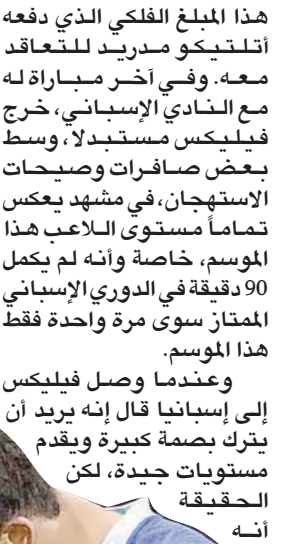 هذا المبلغ الفلكي الذي دفعه
أتلتيكو مدريد للتعاقد
معه. وفي آخر مباراة له
مع النادي الإسباني، خرج
فيليكس مستبدلا، وسط
بعض صافرات وصيحات
الاستهجان، في مشهد يعكس
تماماً مستوى اللاعب هذا
الموسم، خاصة وأنه لم يكمل
90 دقيقة في الدوري الإسباني
الممتاز سوى مرة واحدة فقط
هذا الموسم.
وعندما وصل فيليكس
إلى إسبانيا قال إنه يريد أن
يترك بصمة كبيرة ويقدم
مستويات جيدة، لكن
الحقيقة
أنه